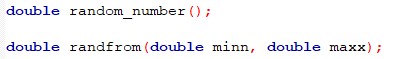 double random_number();
double randfrom(double minn, double maxx);